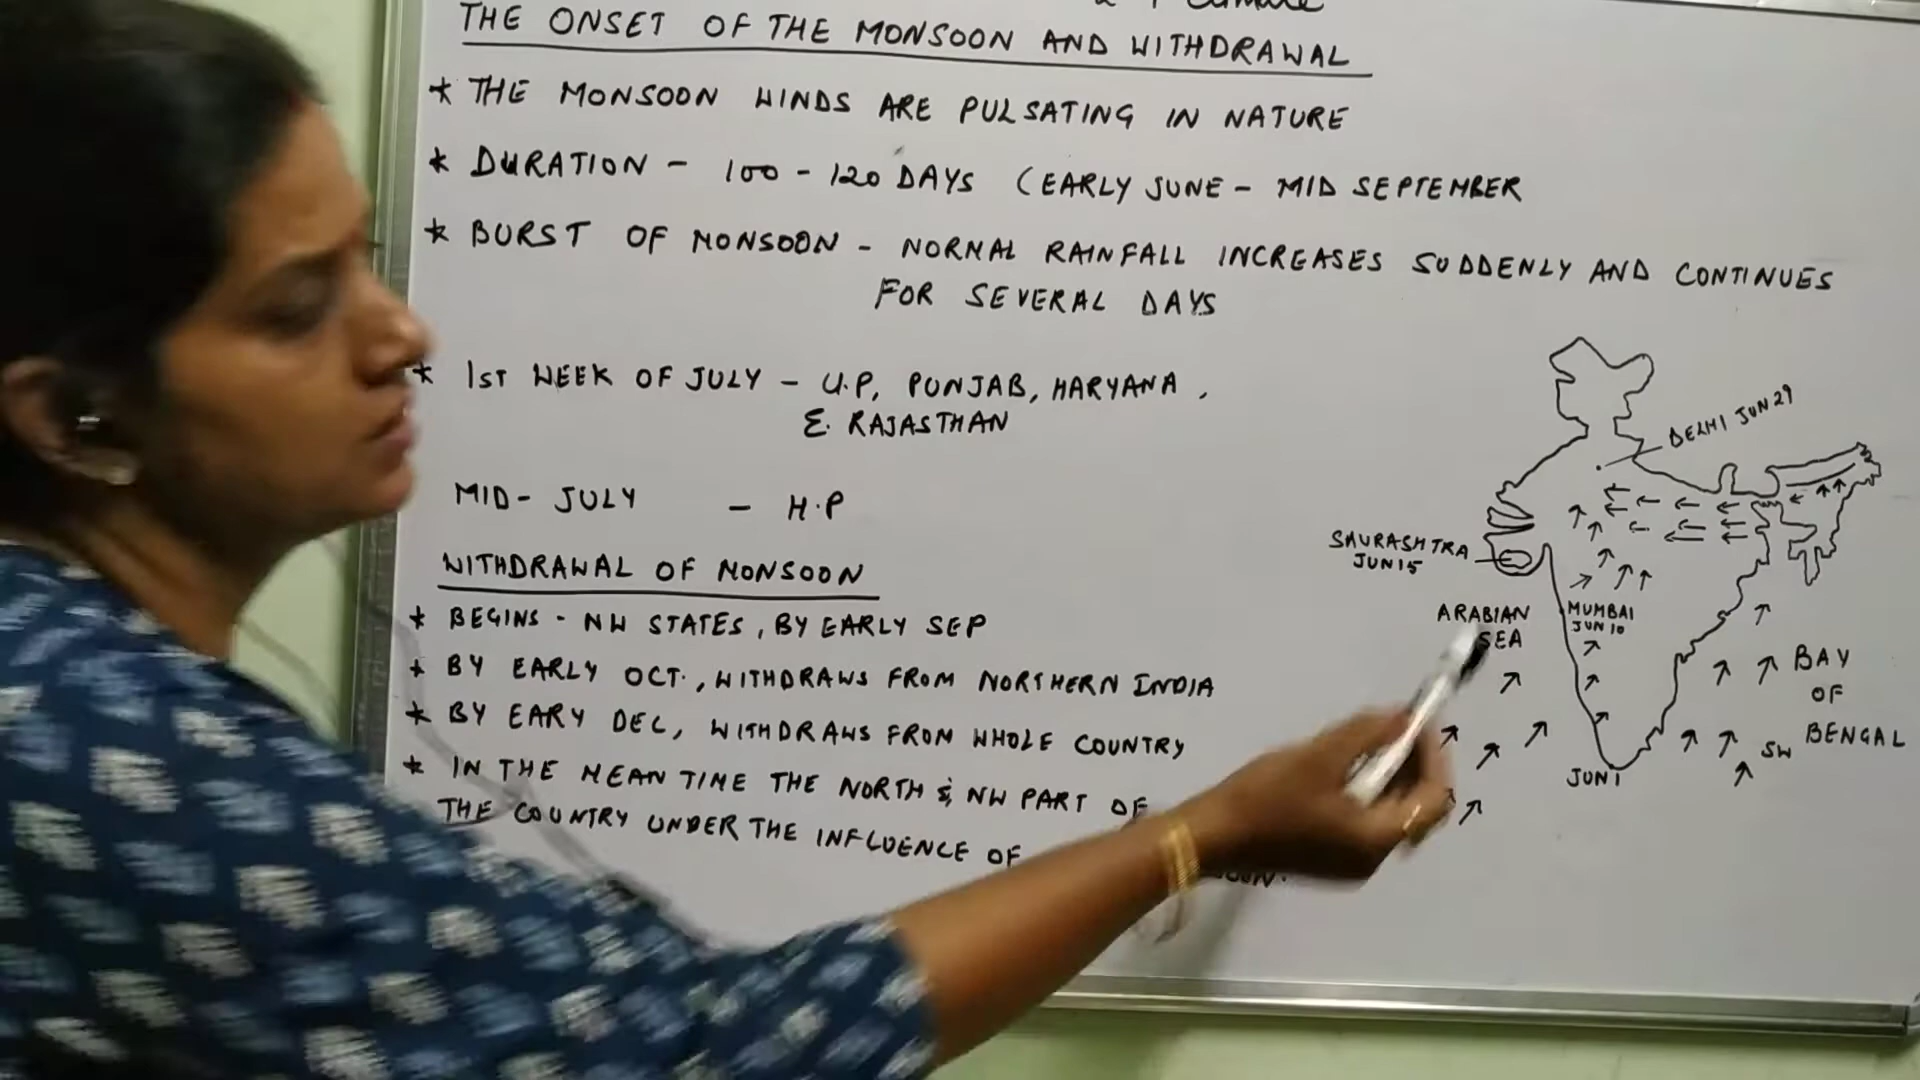 THE ONSET OF THE MONSOON AND WITHDRAWAL
* THE MONSOON WINDS ARE PULSATING IN NATURE
* DURATION - 100 - 120 DAYS (EARLY JUNE - MID SEPTEMBER
* BURST OF MONSOON - NORMAL RAINFALL INCREASES SUDDENLY AND CONTINUES
FOR SEVERAL DAYS
* 1ST WEEK OF JULY - U.P, PUNJAB, HARYANA,
E. RAJASTHAN
MID - JULY - H.P
WITHDRAWAL OF MONSOON
* BEGINS - NW STATES, BY EARLY SEP
* BY EARLY OCT., WITHDRAWS FROM NORTHERN INDIA
* BY EARY DEC, WITHDRAWS FROM WHOLE COUNTRY
* IN THE MEAN TIME THE NORTH & NW PART OF
THE COUNTRY UNDER THE INFLUENCE OF
DELHI JUN 29
SAURASHTRA
JUN 15
ARABIAN
SEA
MUMBAI
JUN 10
BAY
OF
BENGAL
SW
JUN 1